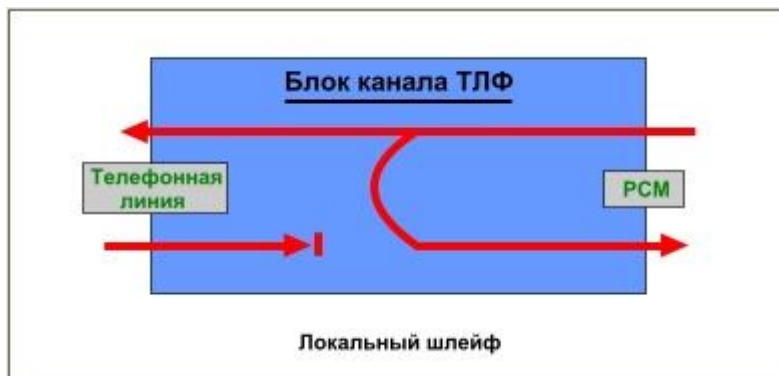 Блок канала ТЛФ
Телефонная
линия
PCM
Локальный шлейф